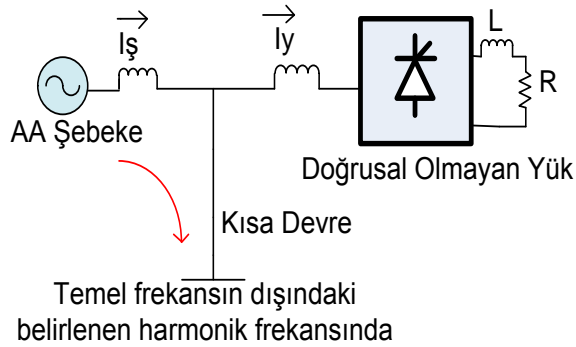 Iş
Iy
L
R
AA Şebeke
Doğrusal Olmayan Yük
Kısa Devre
Temel frekansın dışındaki
belirlenen harmonik frekansında